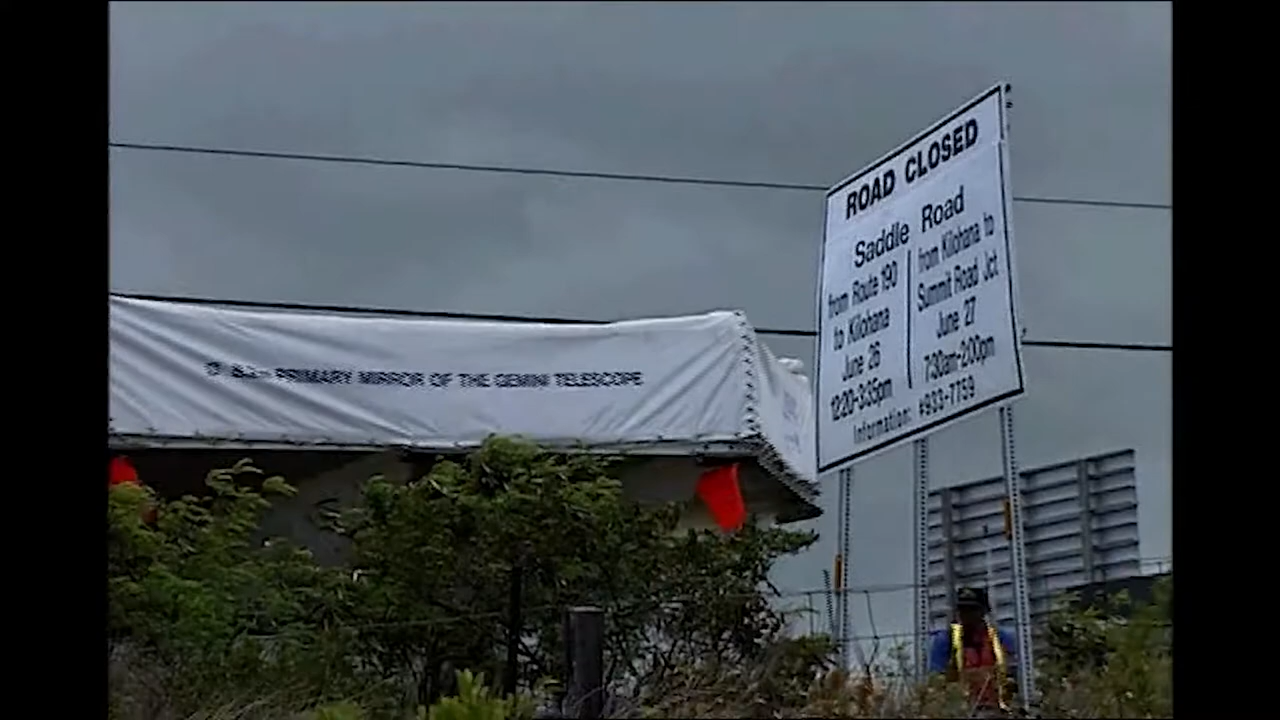 PRIMARY MIRROR OF THE GEMINI TELESCOPE
ROAD CLOSED
Saddle Road
from Route 190
to Kilohana
June 26
12:20-3:35pm
from Kilohana to
Summit Road Jct
June 27
7:30am-2:00pm
Information: #933-7759